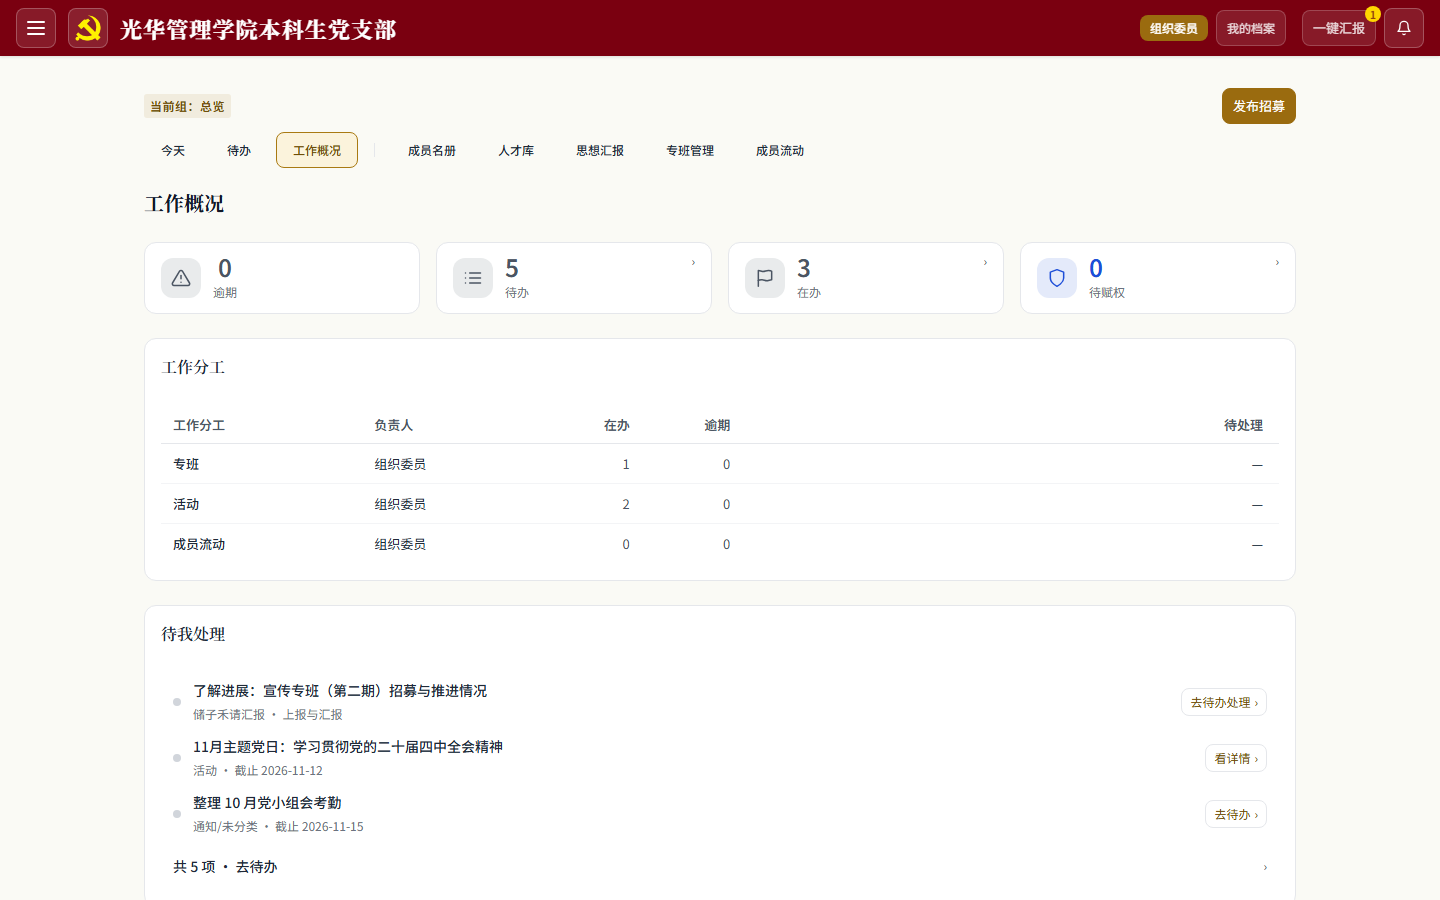 光华管理学院本科生党支部
组织委员
我的档案
一键汇报
1
当前组：总览
发布招募
今天
待办
工作概况
成员名册
人才库
思想汇报
专班管理
成员流动
工作概况
0
逾期
5
待办
›
3
在办
›
0
待赋权
›
工作分工
工作分工 负责人 在办 逾期 待处理
专班 组织委员 1 0 —
活动 组织委员 2 0 —
成员流动 组织委员 0 0 —
待我处理
了解进展：宣传专班（第二期）招募与推进情况
储子禾请汇报 · 上报与汇报
去待办处理 ›
11月主题党日：学习贯彻党的二十届四中全会精神
活动 · 截止 2026-11-12
看详情 ›
整理 10 月党小组会考勤
通知/未分类 · 截止 2026-11-15
去待办 ›
共 5 项 · 去待办 ›